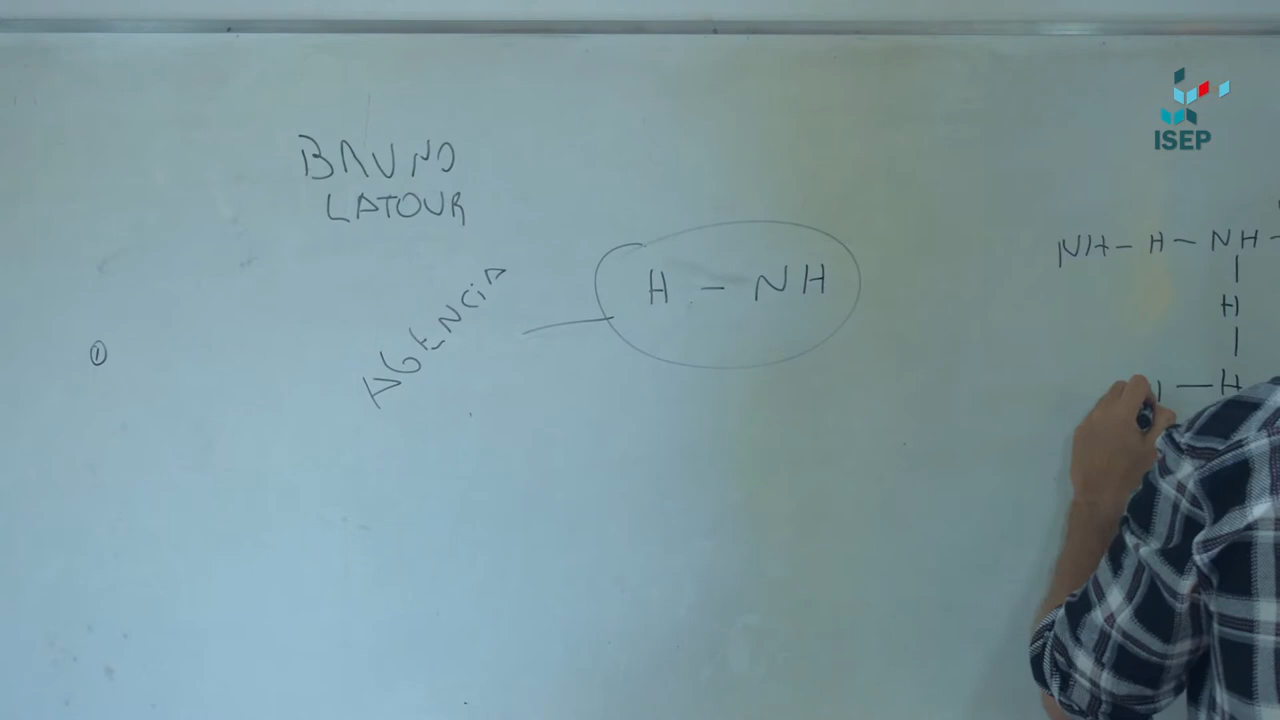 ISEP
BRUNO
LATOUR
AGENCIA
H - NH
NH - H - NH -
|
H
|
- H
①